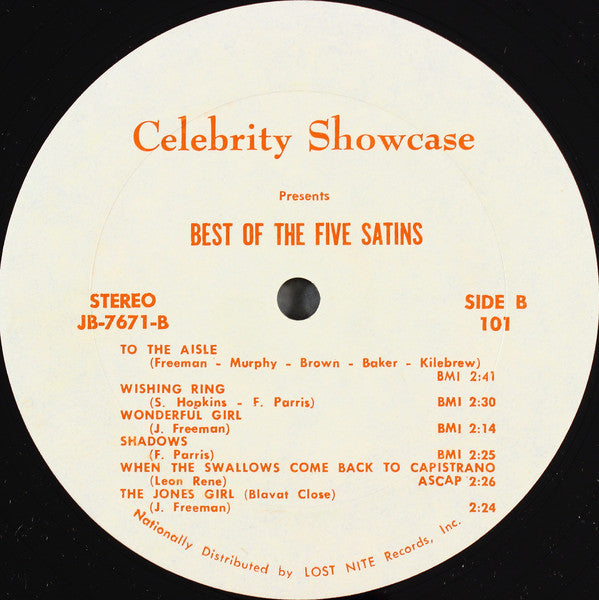 Celebrity Showcase
Presents
BEST OF THE FIVE SATINS
STEREO
JB-7671-B
SIDE B
101
TO THE AISLE
(Freeman - Murphy - Brown - Baker - Kilebrew)
BMI 2:41
WISHING RING
(S. Hopkins - F. Parris) BMI 2:30
WONDERFUL GIRL
(J. Freeman) BMI 2:14
SHADOWS
(F. Parris) BMI 2:25
WHEN THE SWALLOWS COME BACK TO CAPISTRANO
(Leon Rene) ASCAP 2:26
THE JONES GIRL (Blavat Close)
(J. Freeman) 2:24
Nationally Distributed by LOST NITE Records, Inc.